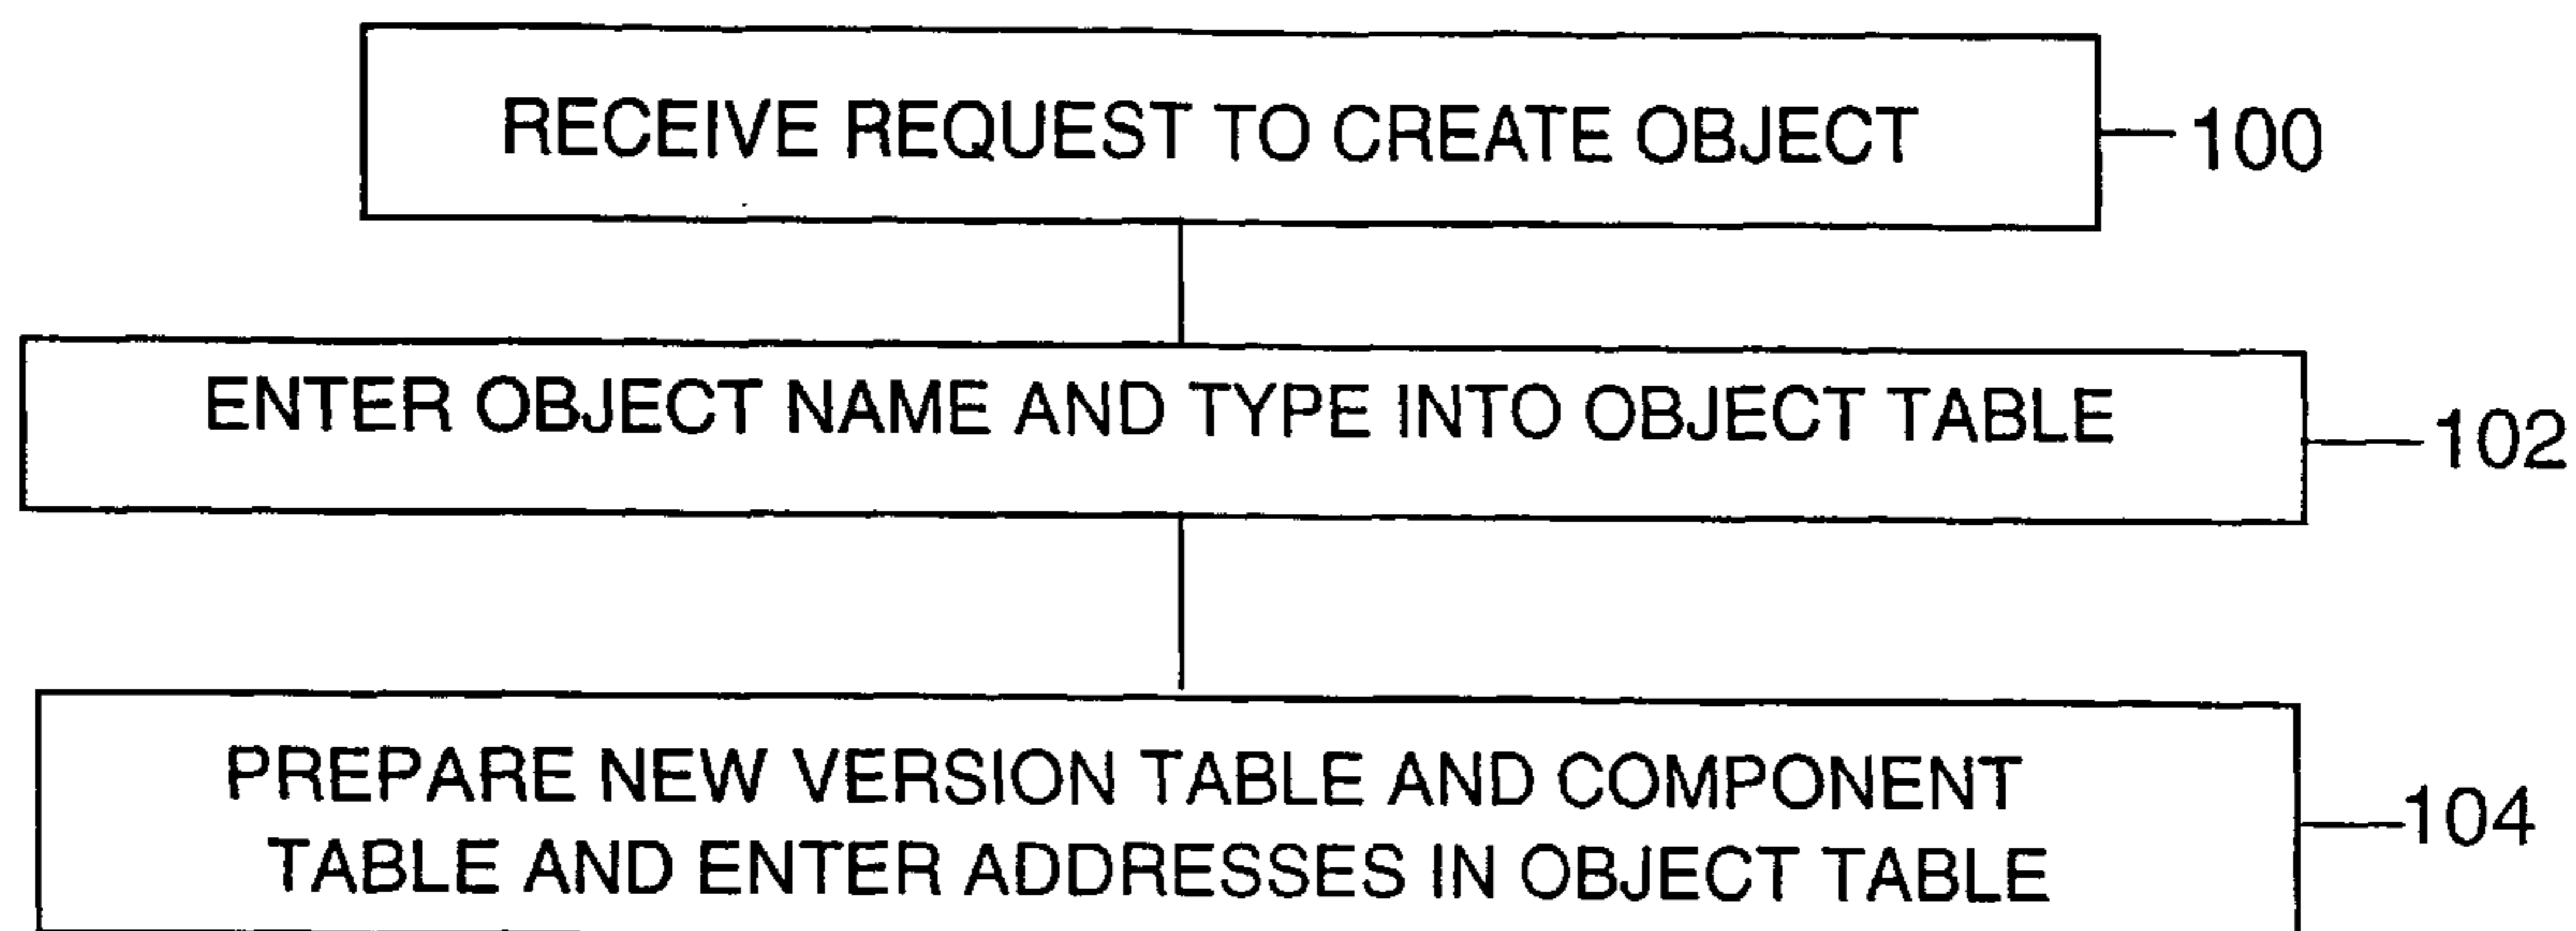 RECEIVE REQUEST TO CREATE OBJECT
100
ENTER OBJECT NAME AND TYPE INTO OBJECT TABLE
102
PREPARE NEW VERSION TABLE AND COMPONENT
TABLE AND ENTER ADDRESSES IN OBJECT TABLE
104